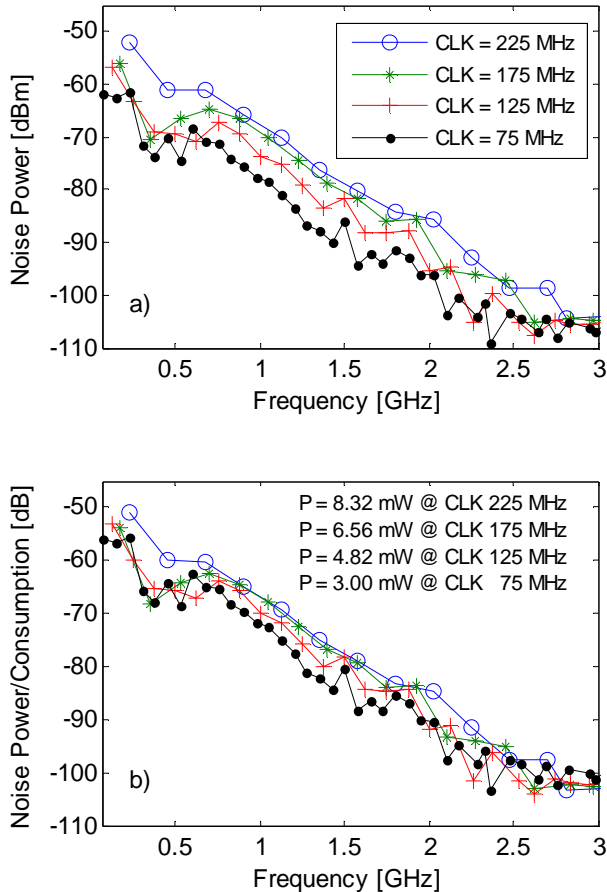 -50
-60
-70
-80
-90
-100
-110
Noise Power [dBm]
CLK = 225 MHz
CLK = 175 MHz
CLK = 125 MHz
CLK = 75 MHz
a)
0.5
1
1.5
2
2.5
3
Frequency [GHz]
-50
-60
-70
-80
-90
-100
-110
Noise Power/Consumption [dB]
P = 8.32 mW @ CLK 225 MHz
P = 6.56 mW @ CLK 175 MHz
P = 4.82 mW @ CLK 125 MHz
P = 3.00 mW @ CLK 75 MHz
b)
0.5
1
1.5
2
2.5
3
Frequency [GHz]